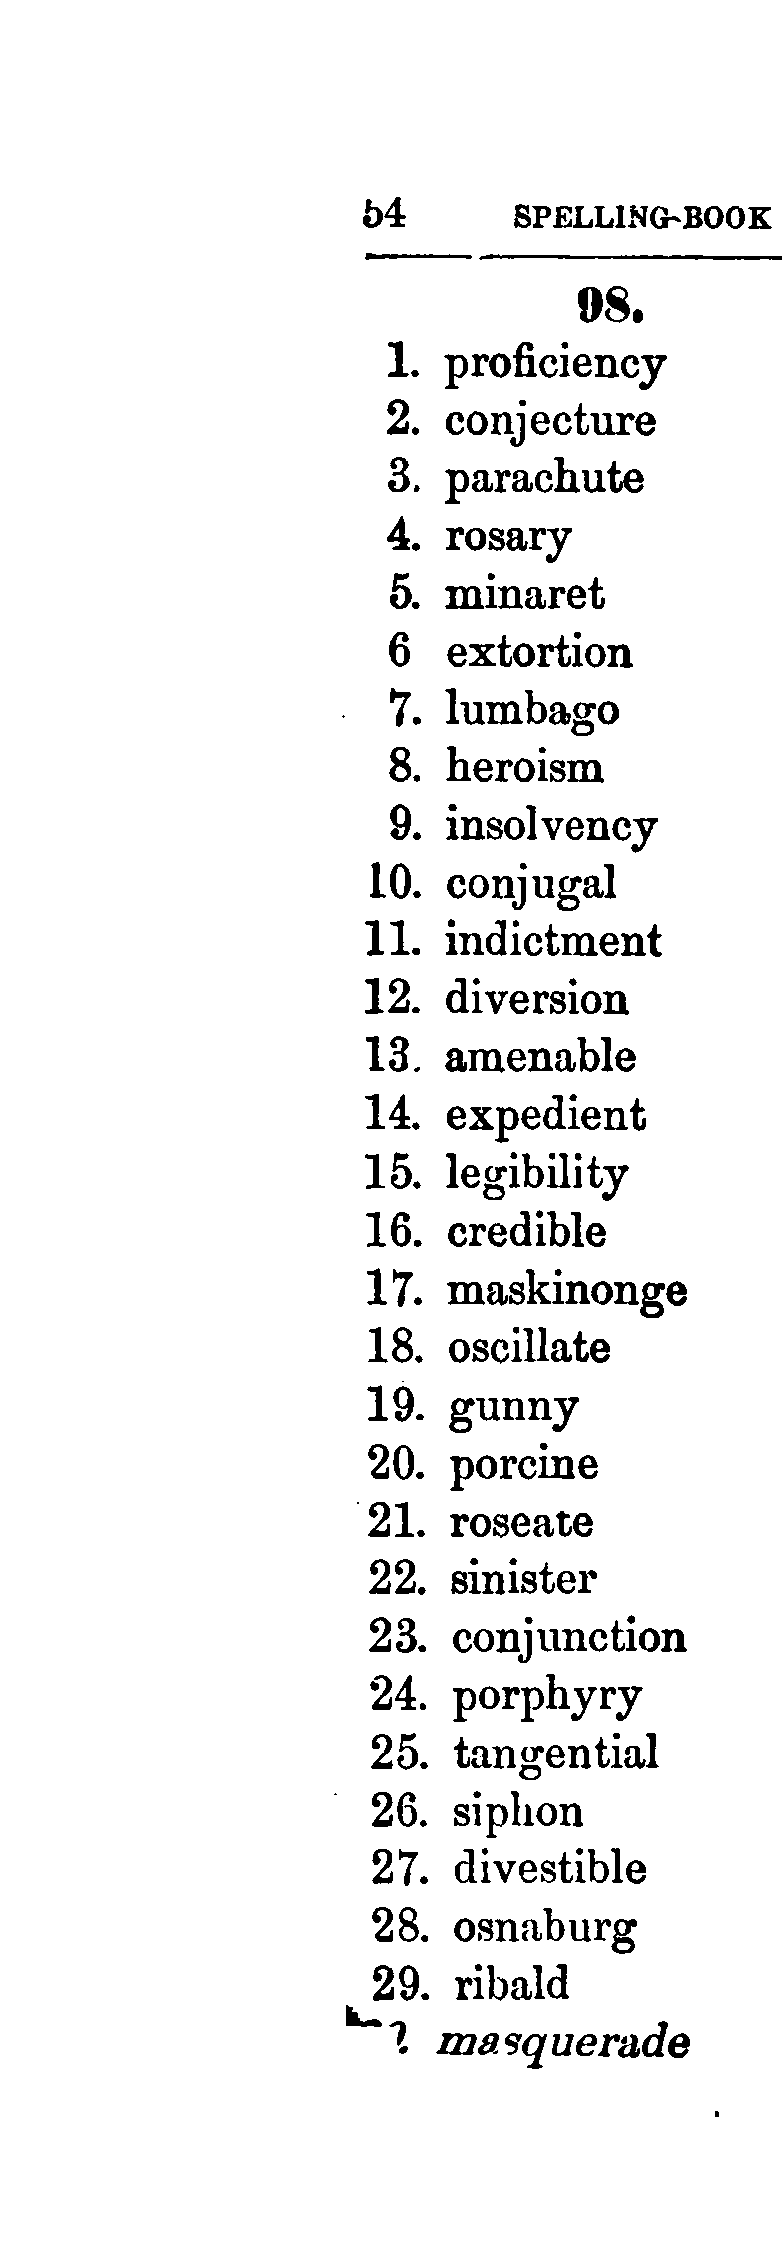 54 SPELLING-BOOK
98.
1. proficiency
2. conjecture
3. parachute
4. rosary
5. minaret
6 extortion
7. lumbago
8. heroism
9. insolvency
10. conjugal
11. indictment
12. diversion
13. amenable
14. expedient
15. legibility
16. credible
17. maskinonge
18. oscillate
19. gunny
20. porcine
21. roseate
22. sinister
23. conjunction
24. porphyry
25. tangential
26. siphon
27. divestible
28. osnaburg
29. ribald
masquerade